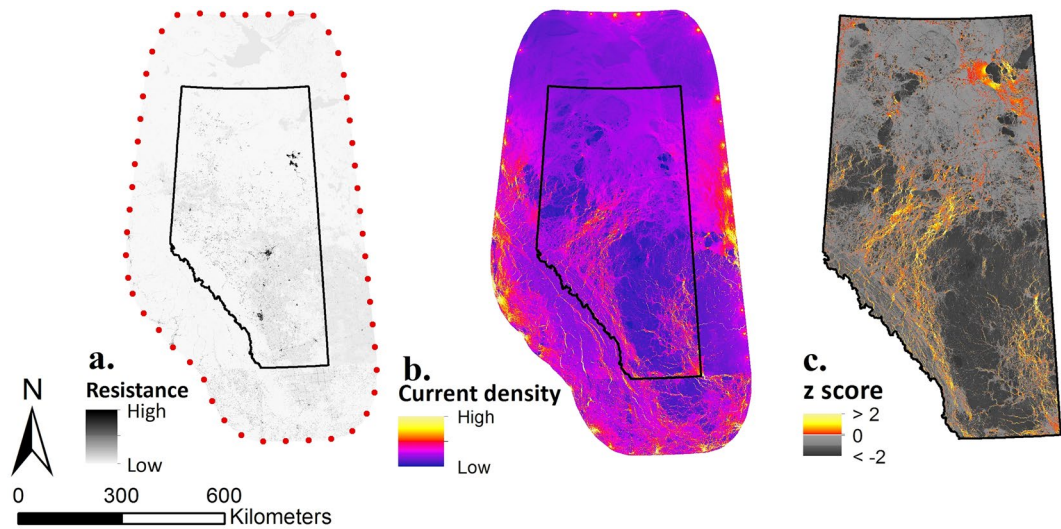 a.
Resistance
High
Low
N
0 300 600
Kilometers
b.
Current density
High
Low
c.
z score
> 2
0
< -2